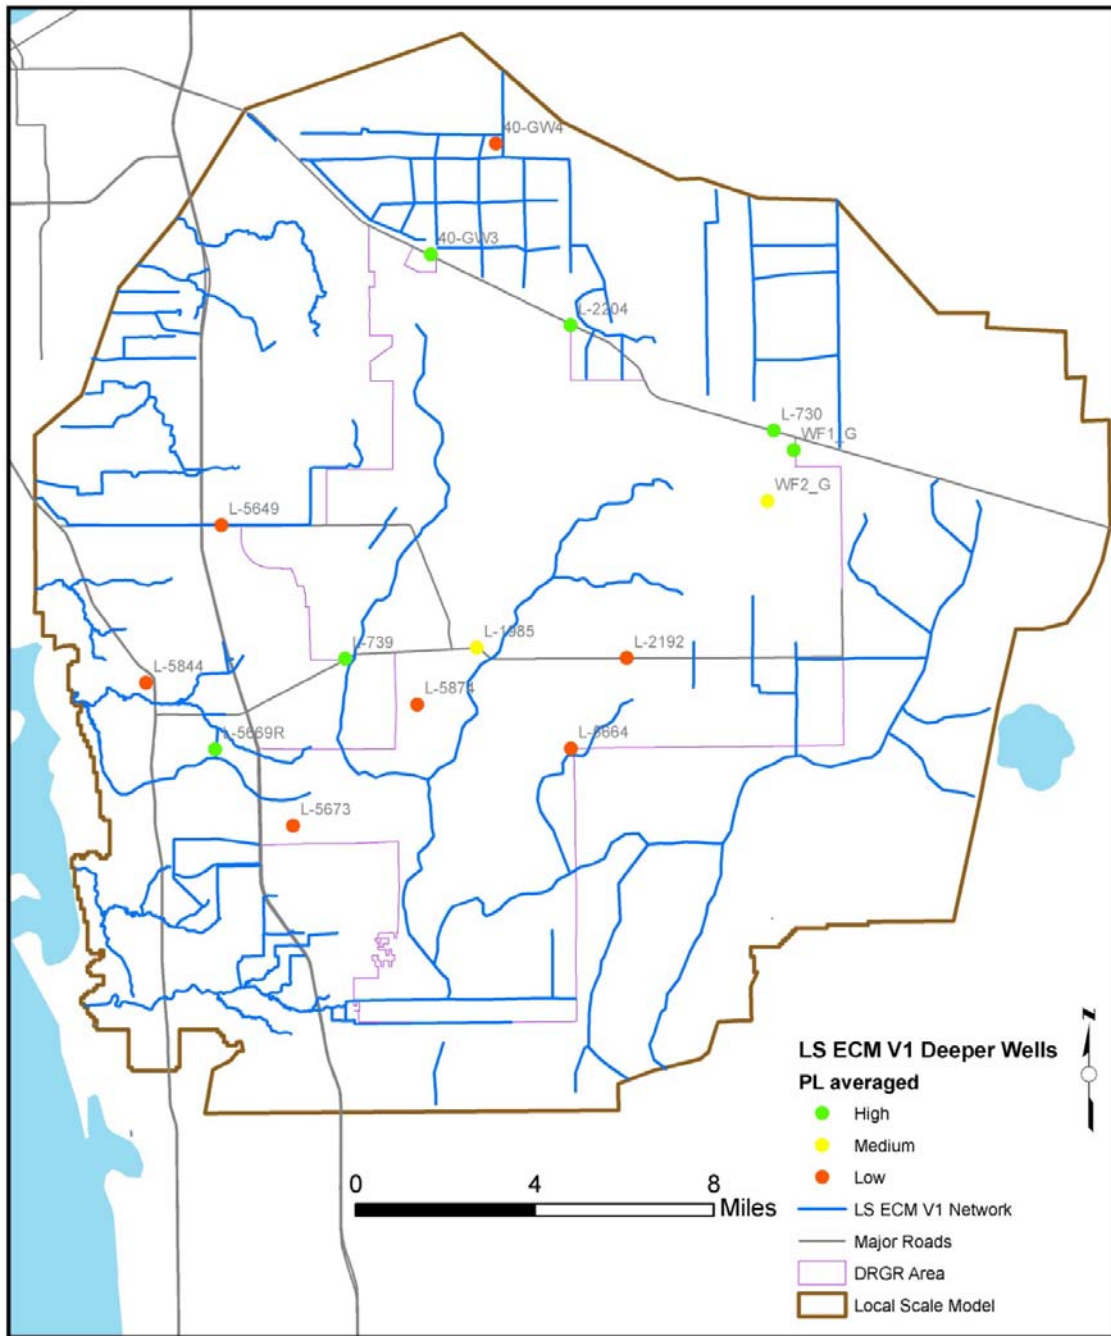 40-GW4
40-GW3
L-2204
L-730
WF1_G
WF2_G
L-5649
L-739
L-1985
L-2192
L-5844
L-5874
L-5669R
L-5664
L-5673
N
LS ECM V1 Deeper Wells
PL averaged
High
Medium
Low
LS ECM V1 Network
Major Roads
DRGR Area
Local Scale Model
0 4 8
Miles